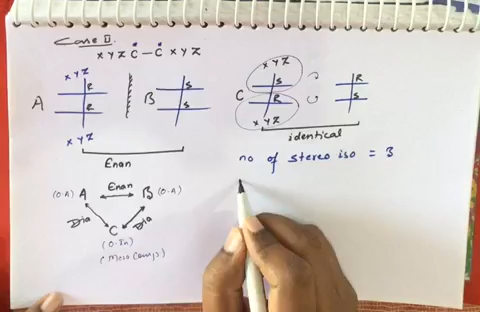 Case II
x y z Ċ — Ċ x y z
A
x y z
R
R
x y z
B
S
S
Enan
C
x y z
S
R
x y z
R
S
identical
no of stereo iso = 3
(O.A) A Enan B (O.A)
Dia Dia
C
(O.In)
(Meso Comp)